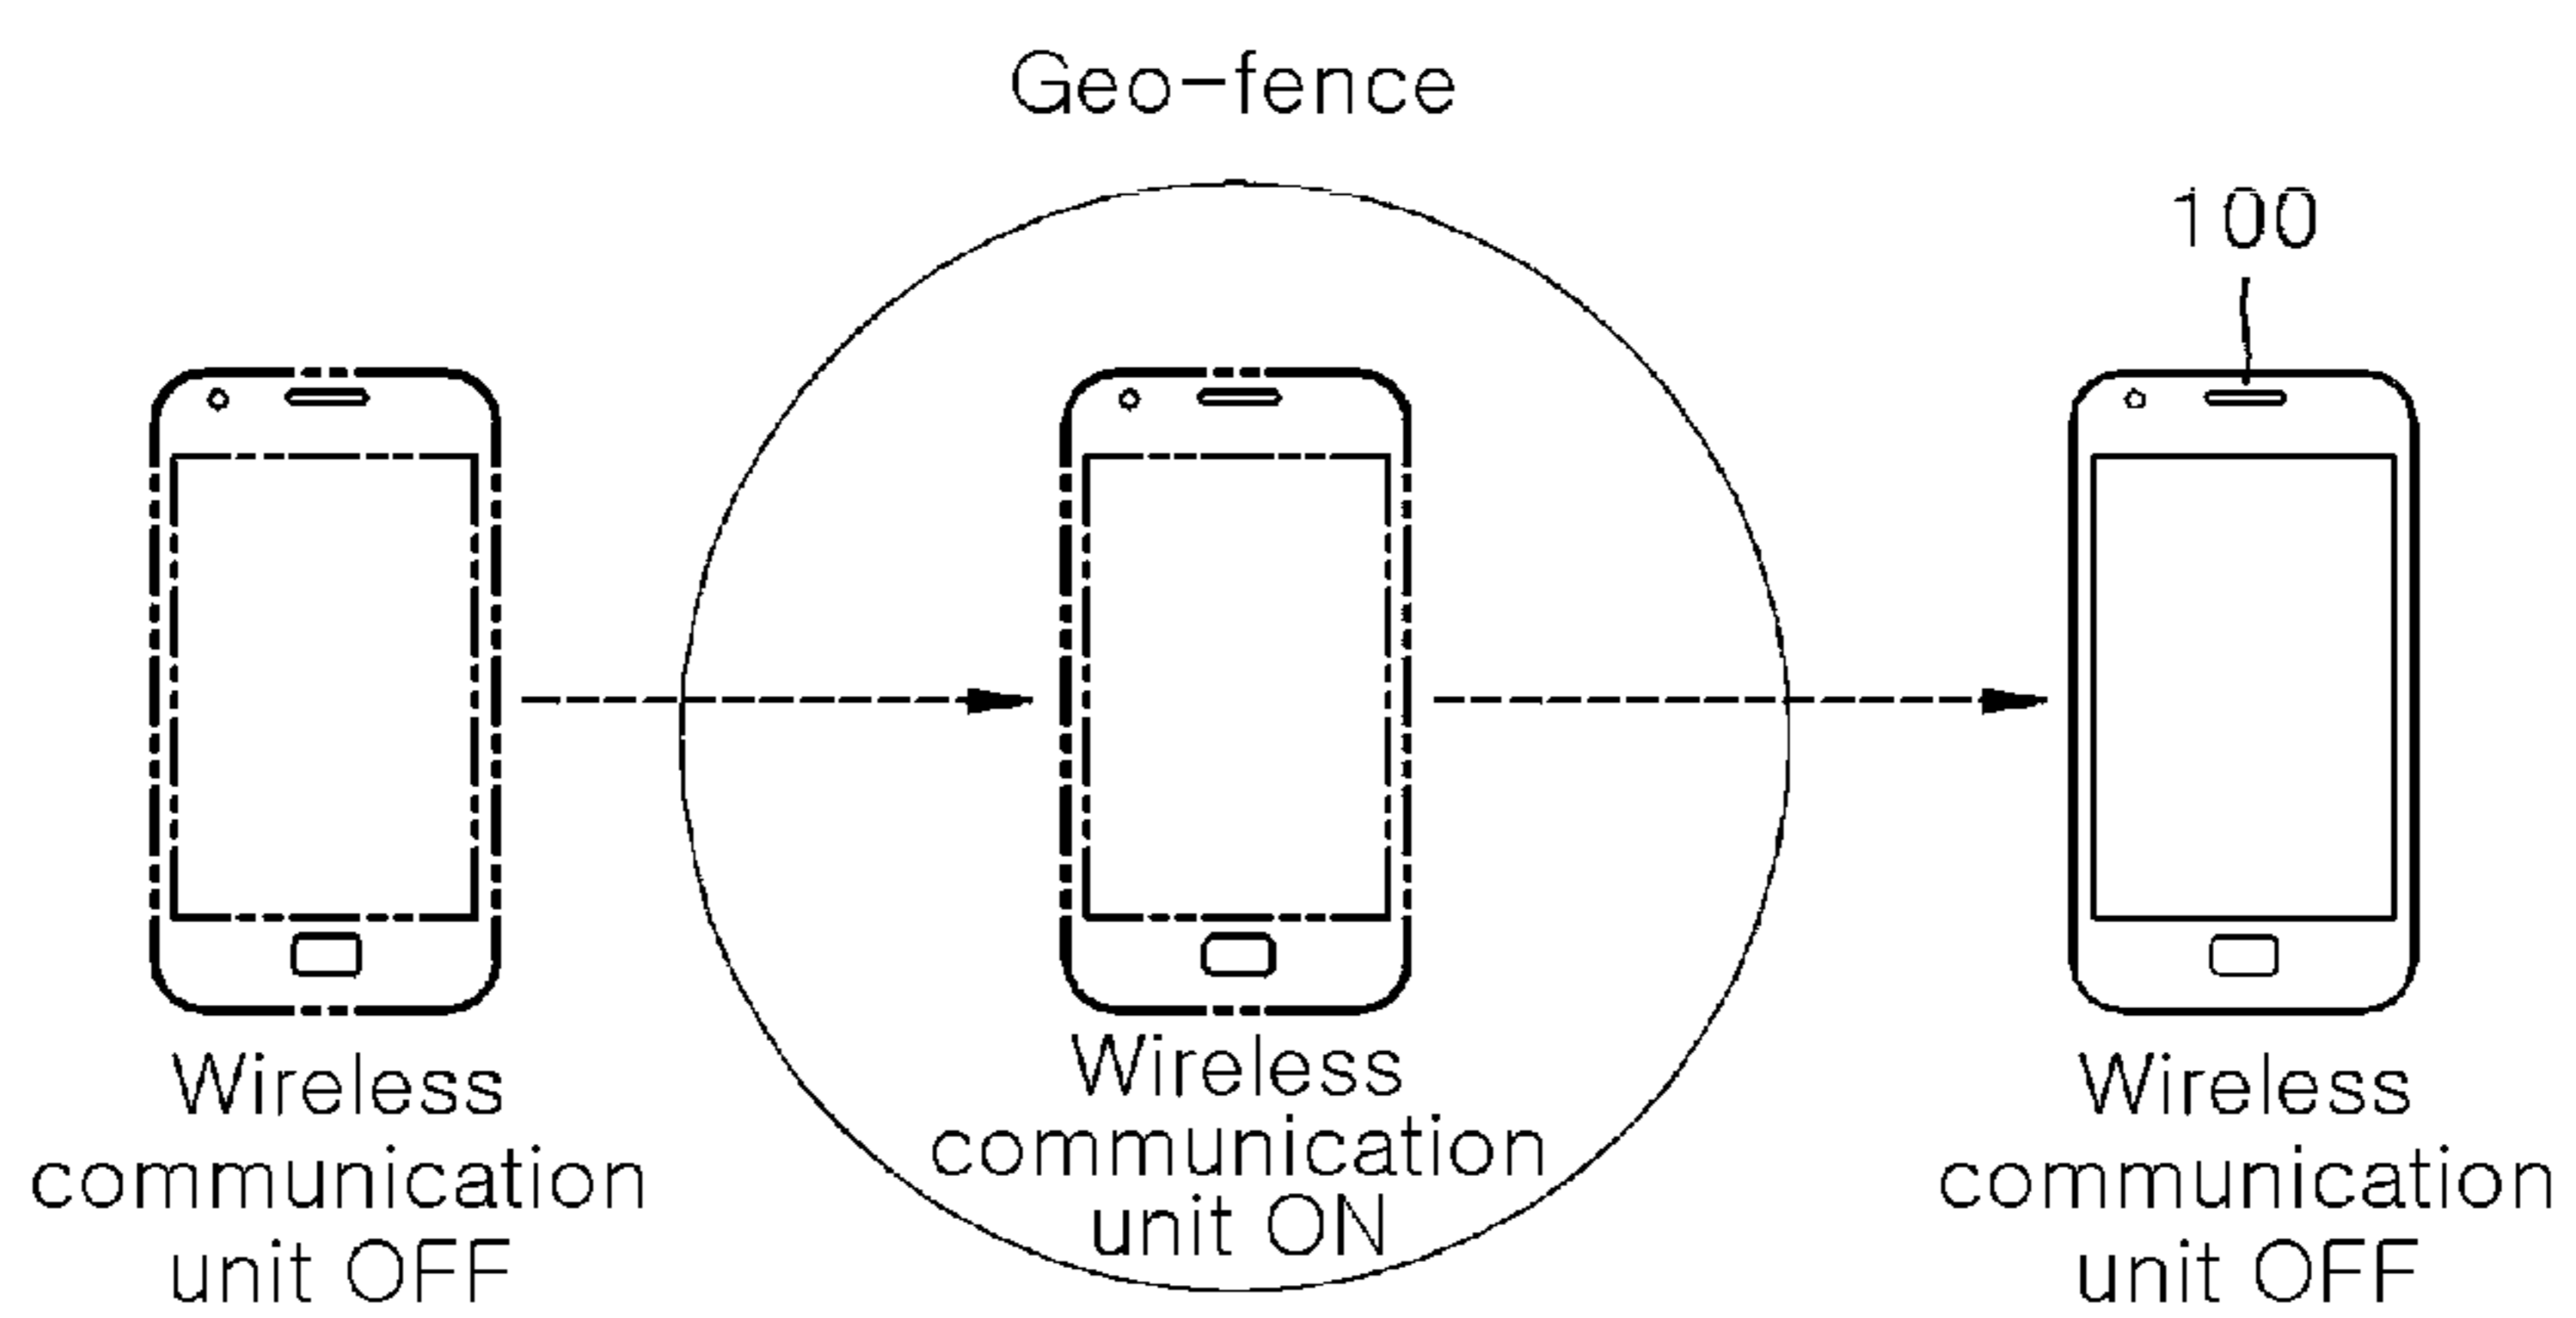 Geo-fence
100
Wireless
communication
unit OFF
Wireless
communication
unit ON
Wireless
communication
unit OFF